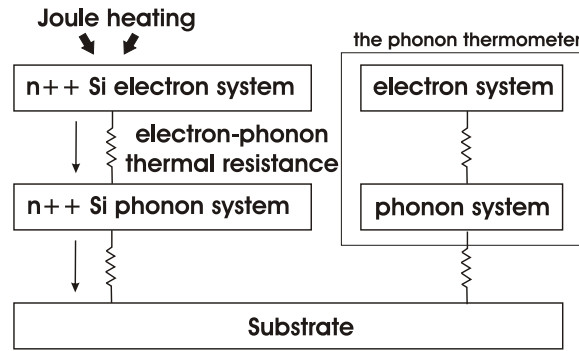 Joule heating
the phonon thermometer
n++ Si electron system
electron system
electron-phonon
thermal resistance
n++ Si phonon system
phonon system
Substrate